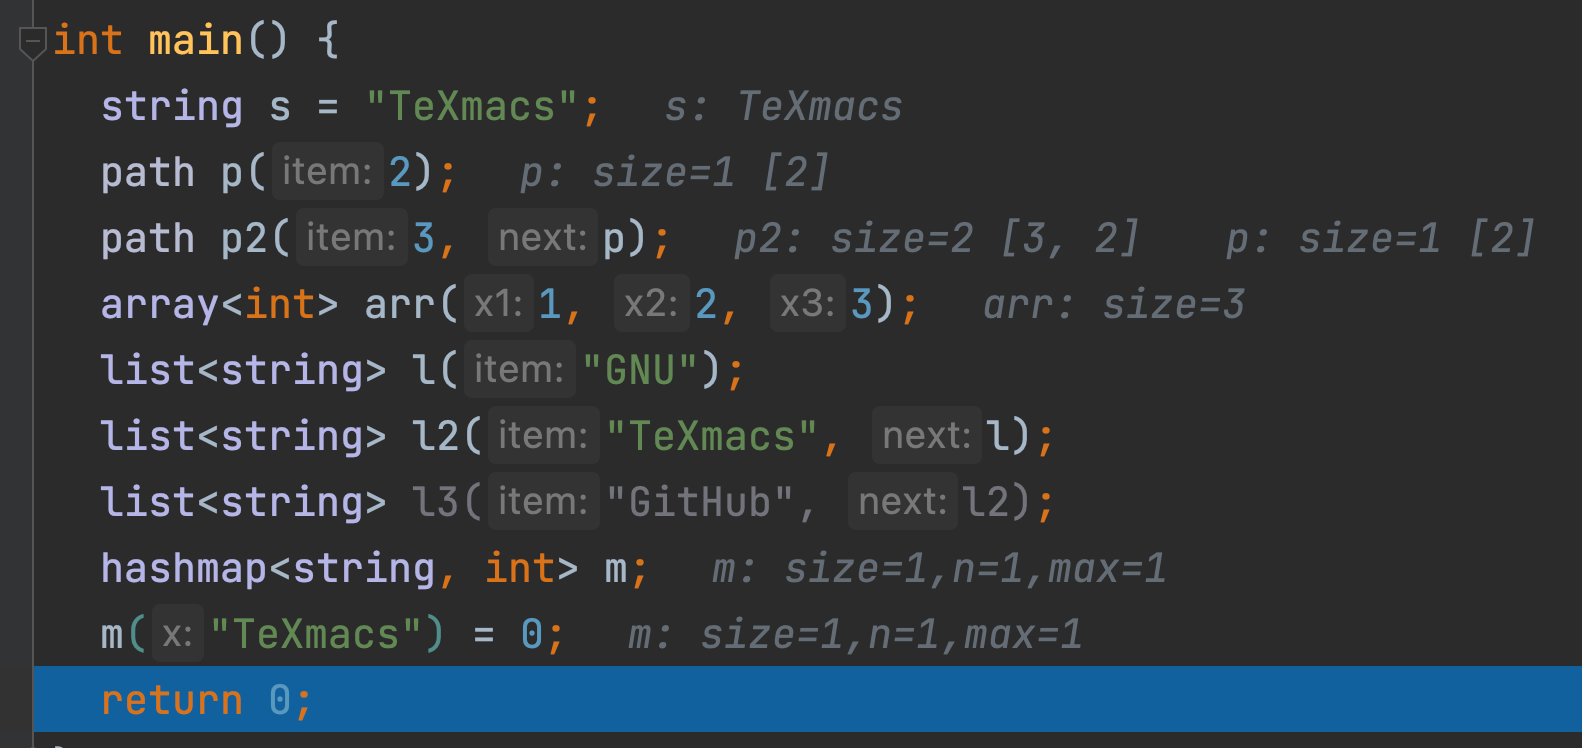 int main() {
string s = "TeXmacs"; s: TeXmacs
path p( item: 2); p: size=1 [2]
path p2( item: 3, next: p); p2: size=2 [3, 2] p: size=1 [2]
array<int> arr( x1: 1, x2: 2, x3: 3); arr: size=3
list<string> l( item: "GNU");
list<string> l2( item: "TeXmacs", next: l);
list<string> l3( item: "GitHub", next: l2);
hashmap<string, int> m; m: size=1,n=1,max=1
m( x: "TeXmacs") = 0; m: size=1,n=1,max=1
return 0;